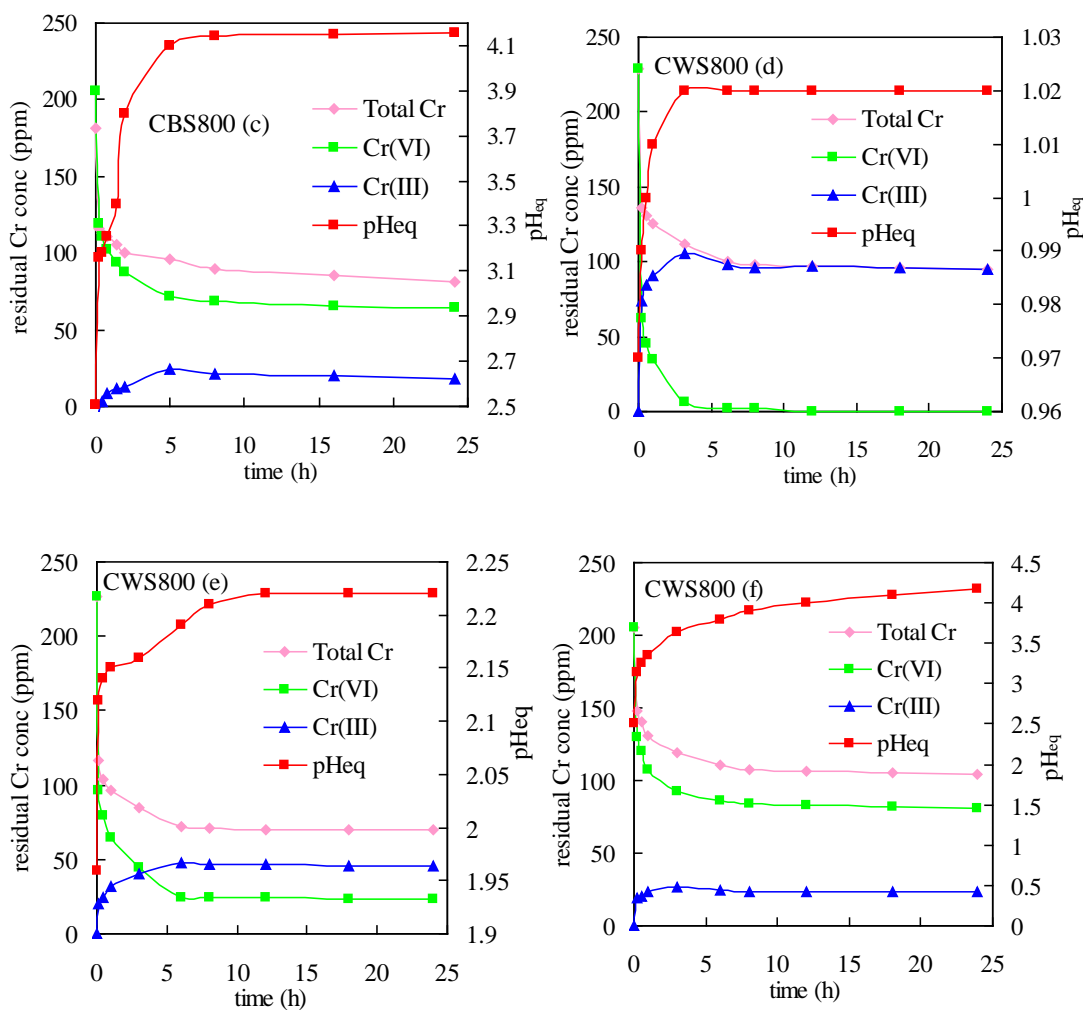 CBS800 (c)
residual Cr conc (ppm)
250
200
150
100
50
0
0 5 10 15 20 25
time (h)
4.1
3.9
3.7
3.5
3.3
3.1
2.9
2.7
2.5
pHeq
Total Cr
Cr(VI)
Cr(III)
pHeq
CWS800 (d)
residual Cr conc (ppm)
250
200
150
100
50
0
0 5 10 15 20 25
time (h)
1.03
1.02
1.01
1
0.99
0.98
0.97
0.96
pHeq
Total Cr
Cr(VI)
Cr(III)
pHeq
CWS800 (e)
residual Cr conc (ppm)
250
200
150
100
50
0
0 5 10 15 20 25
time (h)
2.25
2.2
2.15
2.1
2.05
2
1.95
1.9
pHeq
Total Cr
Cr(VI)
Cr(III)
pHeq
CWS800 (f)
residual Cr conc (ppm)
250
200
150
100
50
0
0 5 10 15 20 25
time (h)
4.5
4
3.5
3
2.5
2
1.5
1
0.5
0
pHeq
Total Cr
Cr(VI)
Cr(III)
pHeq